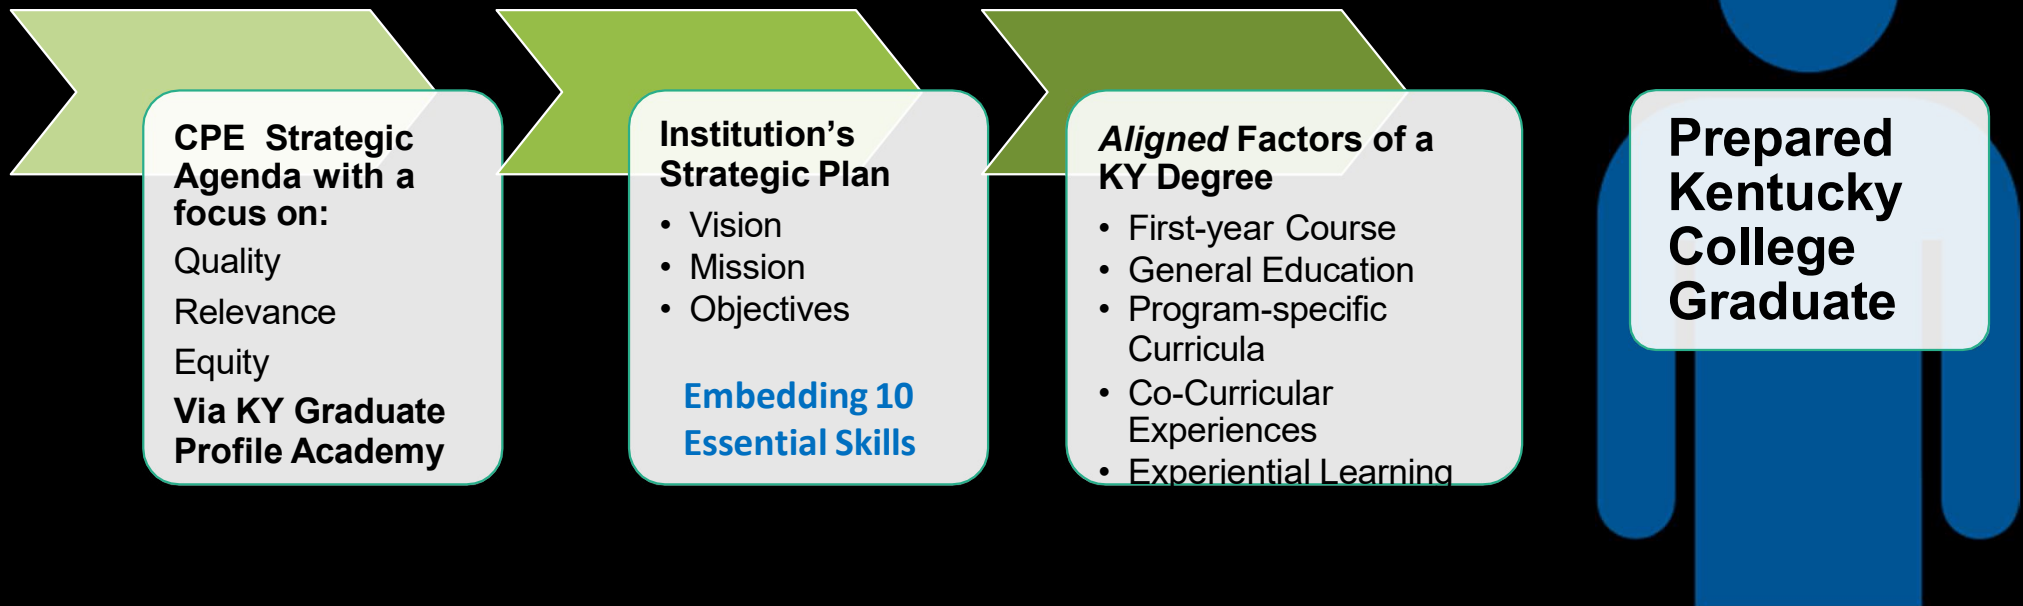 CPE  Strategic
Agenda with a
focus on:
Quality
Relevance
Equity
Via KY Graduate
Profile Academy
Institution’s
Strategic Plan
• Vision
• Mission
• Objectives
Embedding 10
Essential Skills
Aligned Factors of a
KY Degree
• First-year Course
• General Education
• Program-specific
Curricula
• Co-Curricular
Experiences
• Experiential Learning
Prepared
Kentucky
College
Graduate